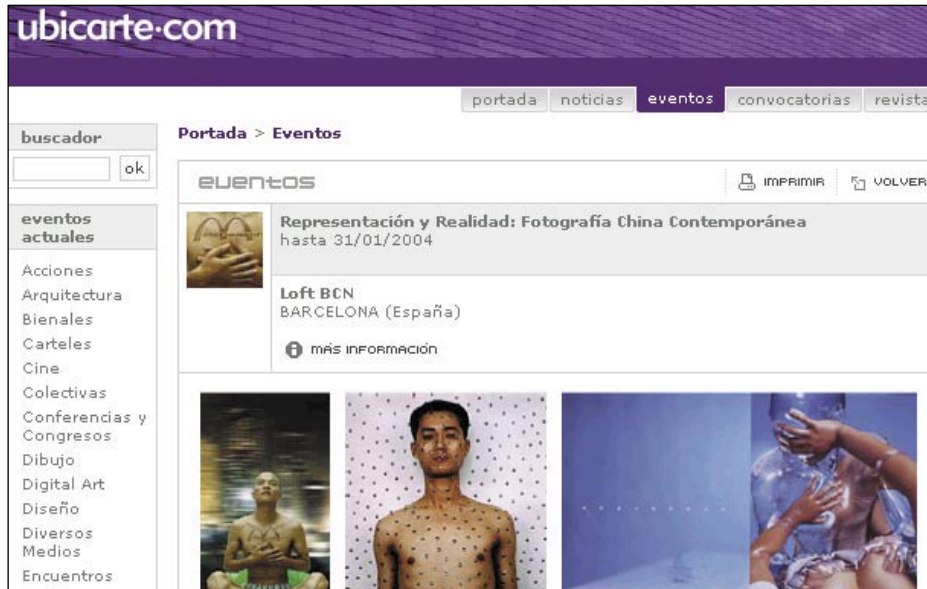 ubicarte·com
portada noticias eventos convocatorias revista
buscador
ok
Portada > Eventos
eventos
IMPRIMIR VOLVER
eventos
actuales
Acciones
Arquitectura
Bienales
Carteles
Cine
Colectivas
Conferencias y
Congresos
Dibujo
Digital Art
Diseño
Diversos
Medios
Encuentros
Representación y Realidad: Fotografía China Contemporánea
hasta 31/01/2004
Loft BCN
BARCELONA (España)
MÁS INFORMACIÓN